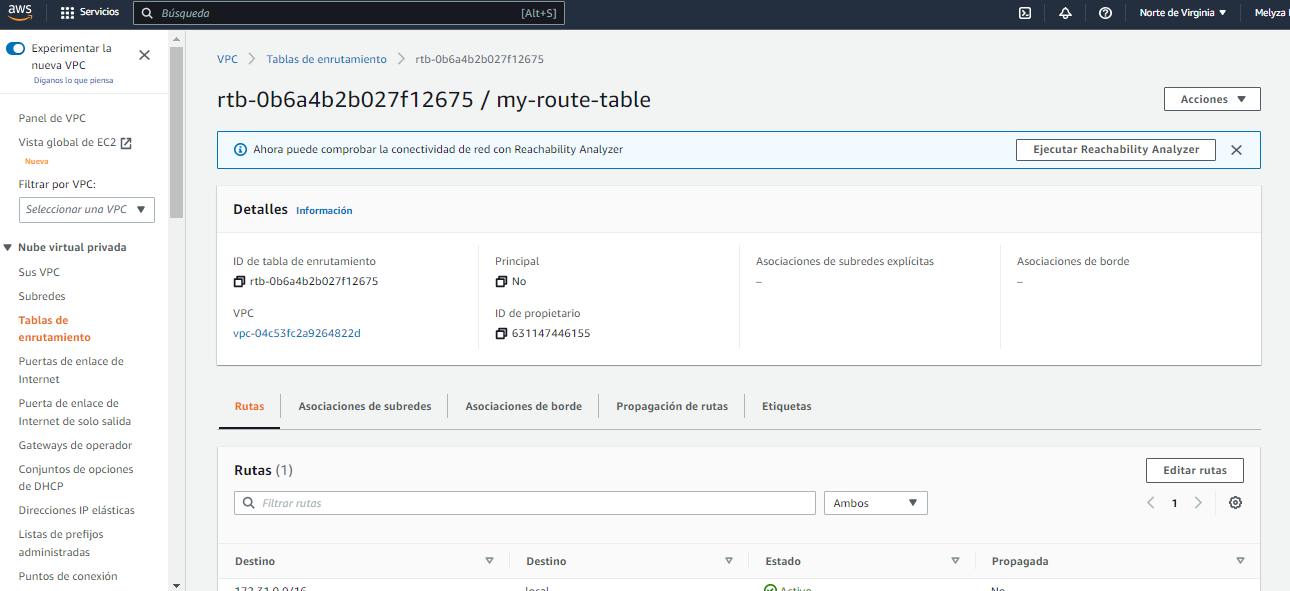 aws
Servicios
Búsqueda
[Alt+S]
Norte de Virginia
Melyza
Experimentar la
nueva VPC
Díganos lo que piensa
Panel de VPC
Vista global de EC2
Nueva
Filtrar por VPC:
Seleccionar una VPC
Nube virtual privada
Sus VPC
Subredes
Tablas de
enrutamiento
Puertas de enlace de
Internet
Puerta de enlace de
Internet de solo salida
Gateways de operador
Conjuntos de opciones
de DHCP
Direcciones IP elásticas
Listas de prefijos
administradas
Puntos de conexión
VPC
Tablas de enrutamiento
rtb-0b6a4b2b027f12675
rtb-0b6a4b2b027f12675 / my-route-table
Acciones
Ahora puede comprobar la conectividad de red con Reachability Analyzer
Ejecutar Reachability Analyzer
Detalles Información
ID de tabla de enrutamiento
rtb-0b6a4b2b027f12675
VPC
vpc-04c53fc2a9264822d
Principal
No
ID de propietario
631147446155
Asociaciones de subredes explícitas
–
Asociaciones de borde
–
Rutas
Asociaciones de subredes
Asociaciones de borde
Propagación de rutas
Etiquetas
Rutas (1)
Editar rutas
Filtrar rutas
Ambos
1
Destino
Destino
Estado
Propagada
172.31.0.0/16
local
Activo
No